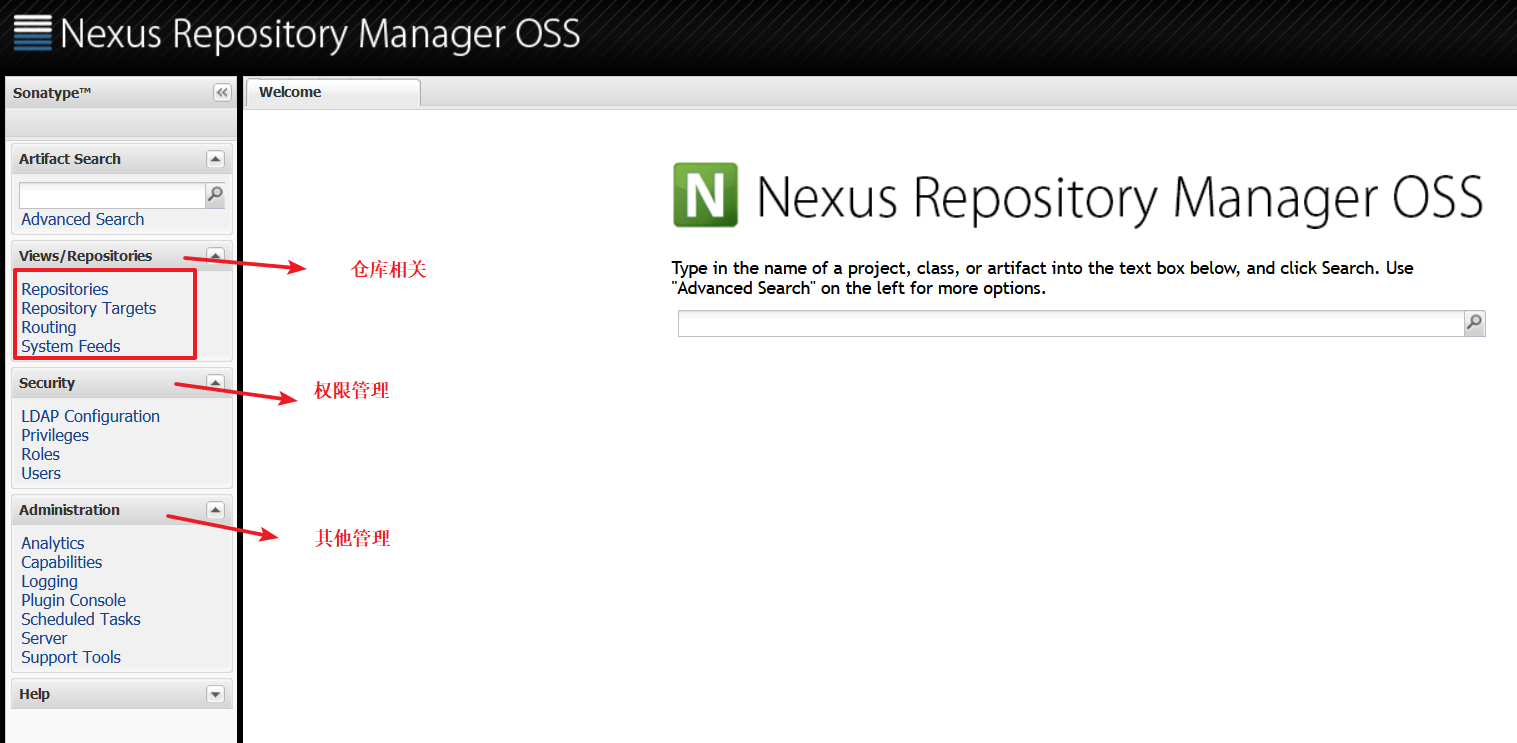 Nexus Repository Manager OSS
Sonatype™
Welcome
Artifact Search
Advanced Search
Views/Repositories
Repositories
Repository Targets
Routing
System Feeds
Security
LDAP Configuration
Privileges
Roles
Users
Administration
Analytics
Capabilities
Logging
Plugin Console
Scheduled Tasks
Server
Support Tools
Help
仓库相关
权限管理
其他管理
N Nexus Repository Manager OSS
Type in the name of a project, class, or artifact into the text box below, and click Search. Use
"Advanced Search" on the left for more options.